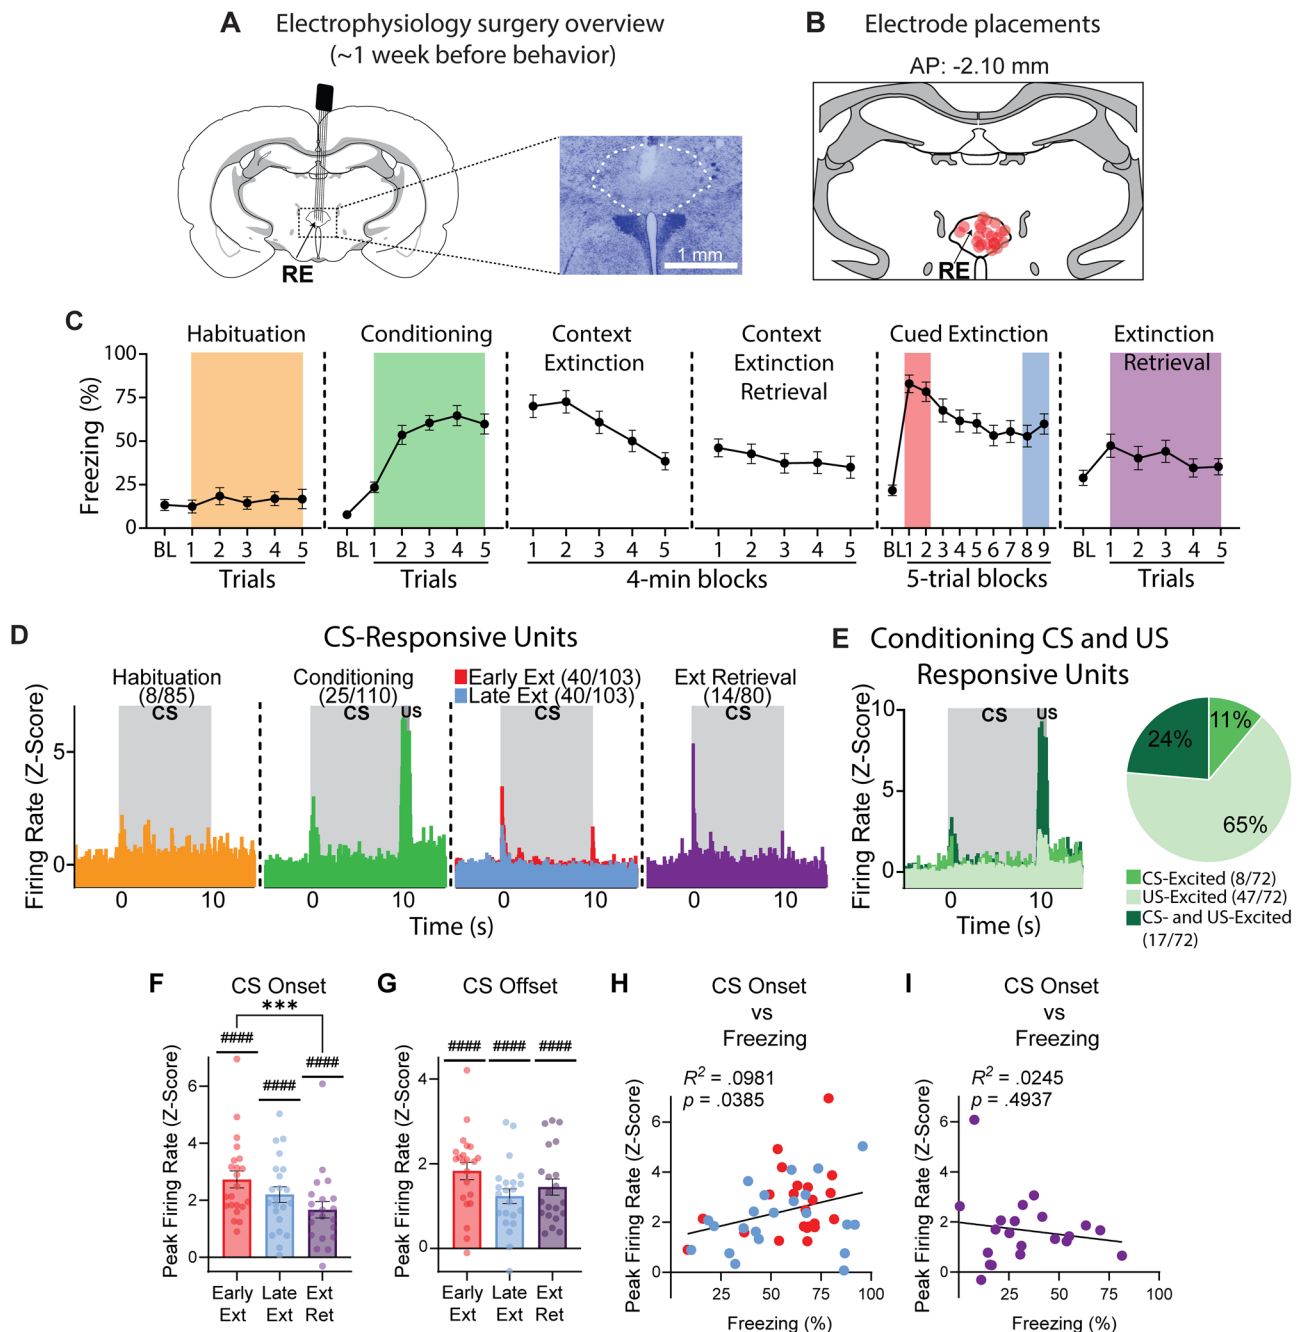 A Electrophysiology surgery overview
(~1 week before behavior)
RE
1 mm
B Electrode placements
AP: -2.10 mm
RE
C
Habituation
Conditioning
Context
Extinction
Context
Extinction
Retrieval
Cued Extinction
Extinction
Retrieval
Freezing (%)
100
75
50
25
0
BL 1 2 3 4 5
Trials
BL 1 2 3 4 5
Trials
1 2 3 4 5
1 2 3 4 5
4-min blocks
BL 1 2 3 4 5 6 7 8 9
5-trial blocks
BL 1 2 3 4 5
Trials
D CS-Responsive Units
Habituation
(8/85)
CS
Conditioning
(25/110)
CS US
Early Ext (40/103)
Late Ext (40/103)
CS
Ext Retrieval
(14/80)
CS
Firing Rate (Z-Score)
5
0
0 10
0 10
0 10
0 10
Time (s)
E Conditioning CS and US
Responsive Units
Firing Rate (Z-Score)
10
5
0
CS US
0 10
Time (s)
11%
24%
65%
CS-Excited (8/72)
US-Excited (47/72)
CS- and US-Excited
(17/72)
F CS Onset
***
####
####
####
Peak Firing Rate (Z-Score)
6
4
2
0
Early
Ext
Late
Ext
Ext
Ret
G CS Offset
#### #### ####
Peak Firing Rate (Z-Score)
4
2
0
Early
Ext
Late
Ext
Ext
Ret
H CS Onset
vs
Freezing
R² = .0981
p = .0385
Peak Firing Rate (Z-Score)
6
4
2
0
25 50 75 100
Freezing (%)
I CS Onset
vs
Freezing
R² = .0245
p = .4937
Peak Firing Rate (Z-Score)
6
4
2
0
25 50 75 100
Freezing (%)